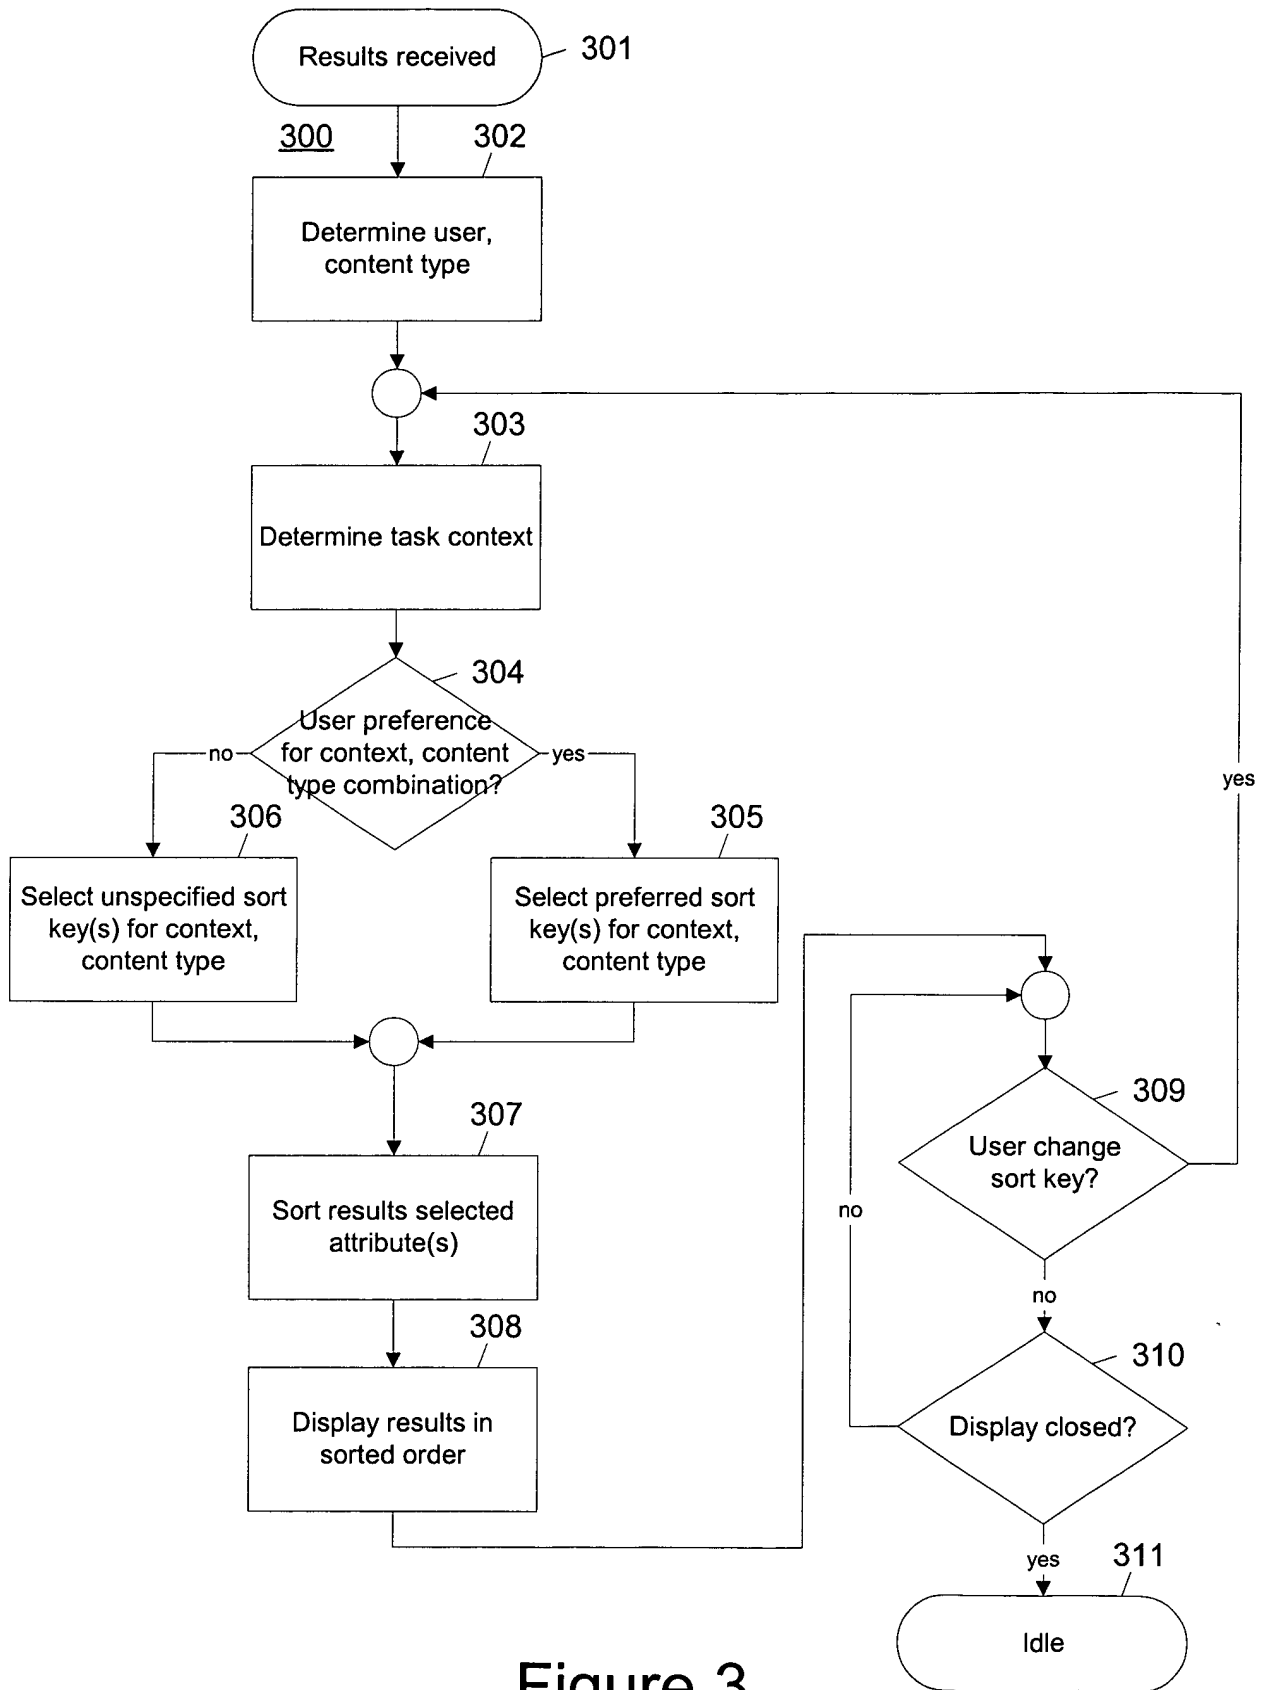 Results received
301
300
302
Determine user,
content type
303
Determine task context
304
User preference
for context, content
type combination?
no
yes
yes
306
305
Select unspecified sort
key(s) for context,
content type
Select preferred sort
key(s) for context,
content type
309
User change
sort key?
307
Sort results selected
attribute(s)
no
no
308
310
Display results in
sorted order
Display closed?
yes
311
Idle
Figure 3